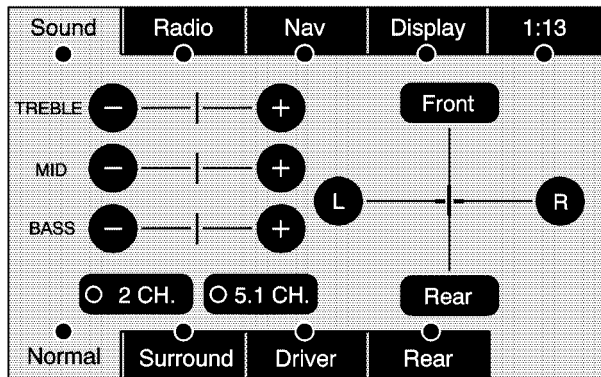 Sound Radio Nav Display 1:13
TREBLE − + Front
MID − +
L R
BASS − +
2 CH. 5.1 CH. Rear
Normal Surround Driver Rear